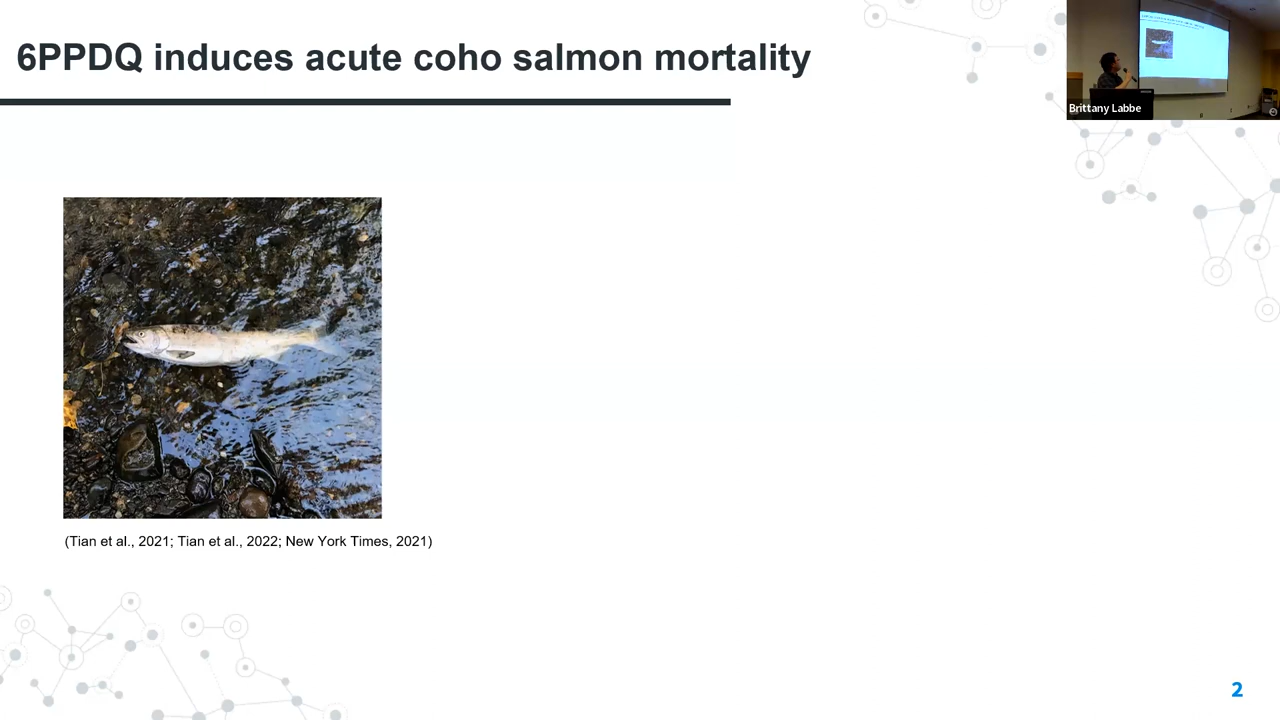 6PPDQ induces acute coho salmon mortality
Brittany Labbe
(Tian et al., 2021; Tian et al., 2022; New York Times, 2021)
2